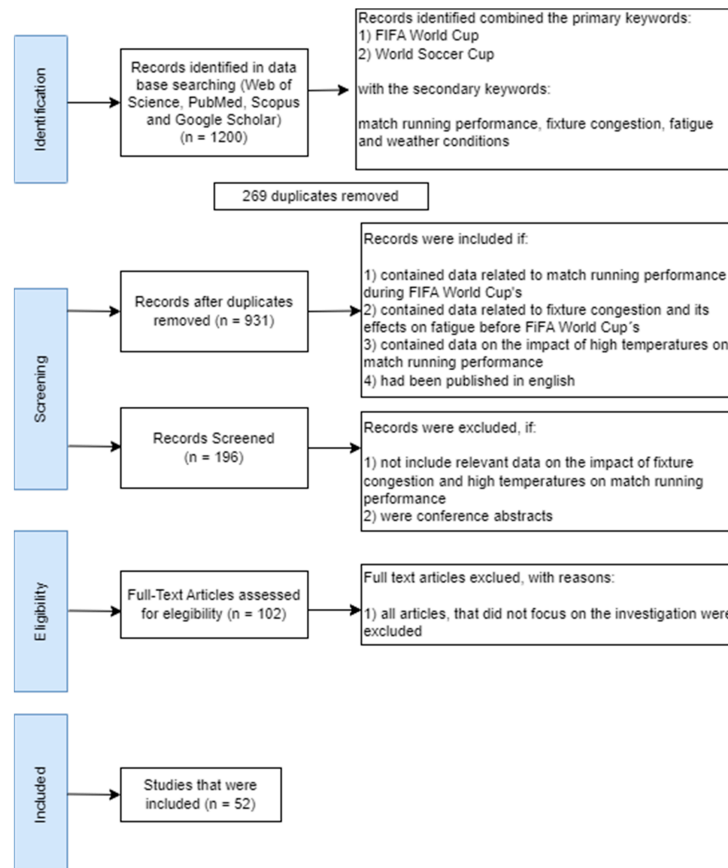 Identification
Records identified in data
base searching (Web of
Science, PubMed, Scopus
and Google Scholar)
(n = 1200)
Records identified combined the primary keywords:
1) FIFA World Cup
2) World Soccer Cup
with the secondary keywords:
match running performance, fixture congestion, fatigue
and weather conditions
269 duplicates removed
Screening
Records after duplicates
removed (n = 931)
Records were included if:
1) contained data related to match running performance
during FIFA World Cup's
2) contained data related to fixture congestion and its
effects on fatigue before FiFA World Cup´s
3) contained data on the impact of high temperatures on
match running performance
4) had been published in english
Records Screened
(n = 196)
Records were excluded, if:
1) not include relevant data on the impact of fixture
congestion and high temperatures on match running
performance
2) were conference abstracts
Eligibility
Full-Text Articles assessed
for elegibility (n = 102)
Full text articles exclued, with reasons:
1) all articles, that did not focus on the investigation were
excluded
Included
Studies that were
included (n = 52)